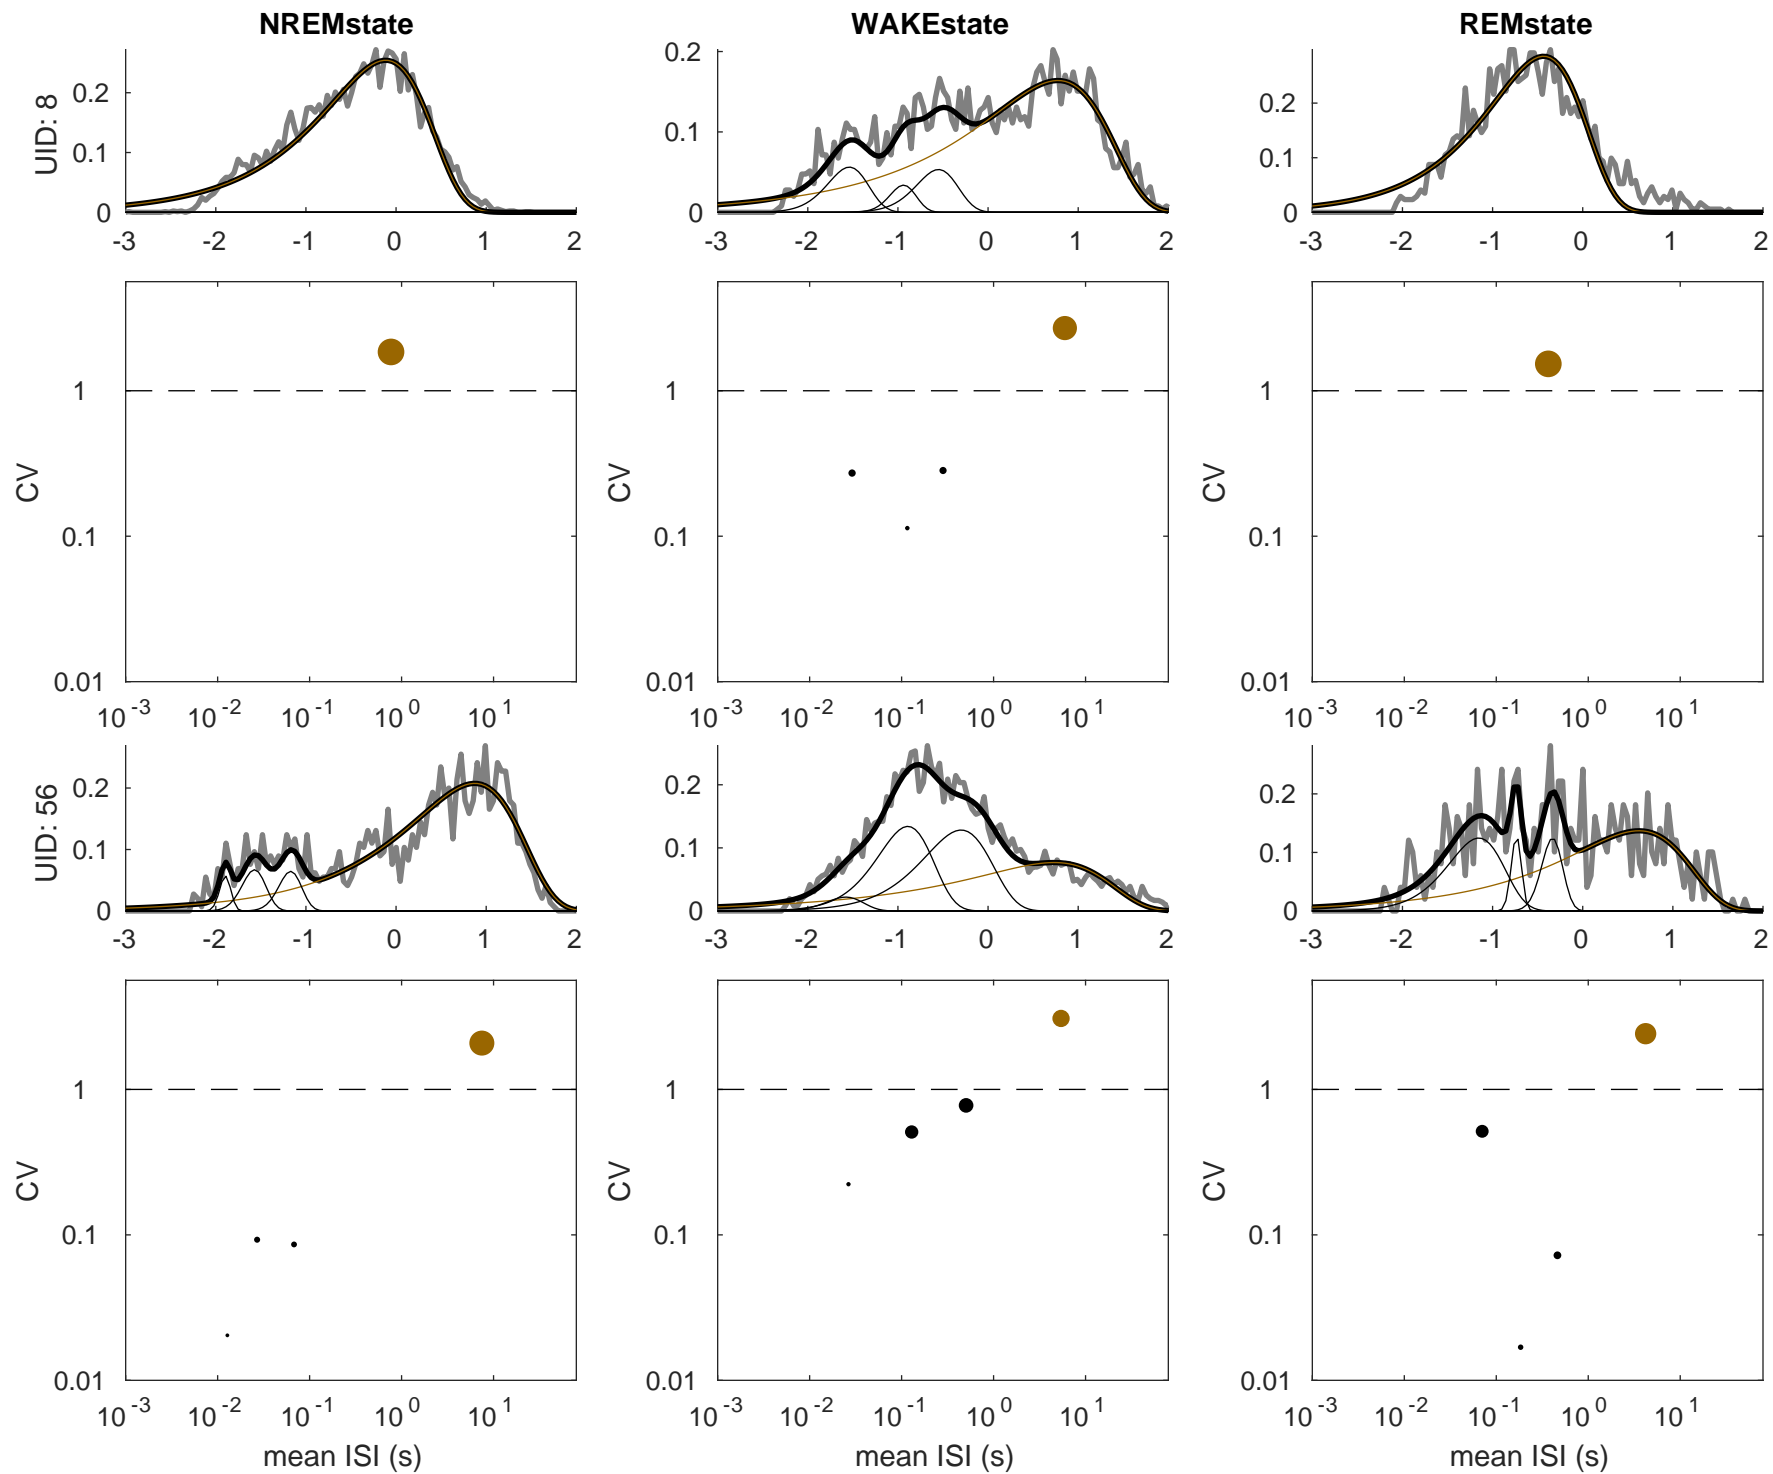 NREMstate WAKEstate REMstate
UID: 8
0.2 0.1 0
0.2 0.1 0
0.2 0.1 0
-3 -2 -1 0 1 2
-3 -2 -1 0 1 2
-3 -2 -1 0 1 2
CV 1 0.1 0.01
CV 1 0.1 0.01
CV 1 0.1 0.01
10^-3 10^-2 10^-1 10^0 10^1
10^-3 10^-2 10^-1 10^0 10^1
10^-3 10^-2 10^-1 10^0 10^1
UID: 56
0.2 0.1 0
0.2 0.1 0
0.2 0.1 0
-3 -2 -1 0 1 2
-3 -2 -1 0 1 2
-3 -2 -1 0 1 2
CV 1 0.1 0.01
CV 1 0.1 0.01
CV 1 0.1 0.01
10^-3 10^-2 10^-1 10^0 10^1
10^-3 10^-2 10^-1 10^0 10^1
10^-3 10^-2 10^-1 10^0 10^1
mean ISI (s) mean ISI (s) mean ISI (s)